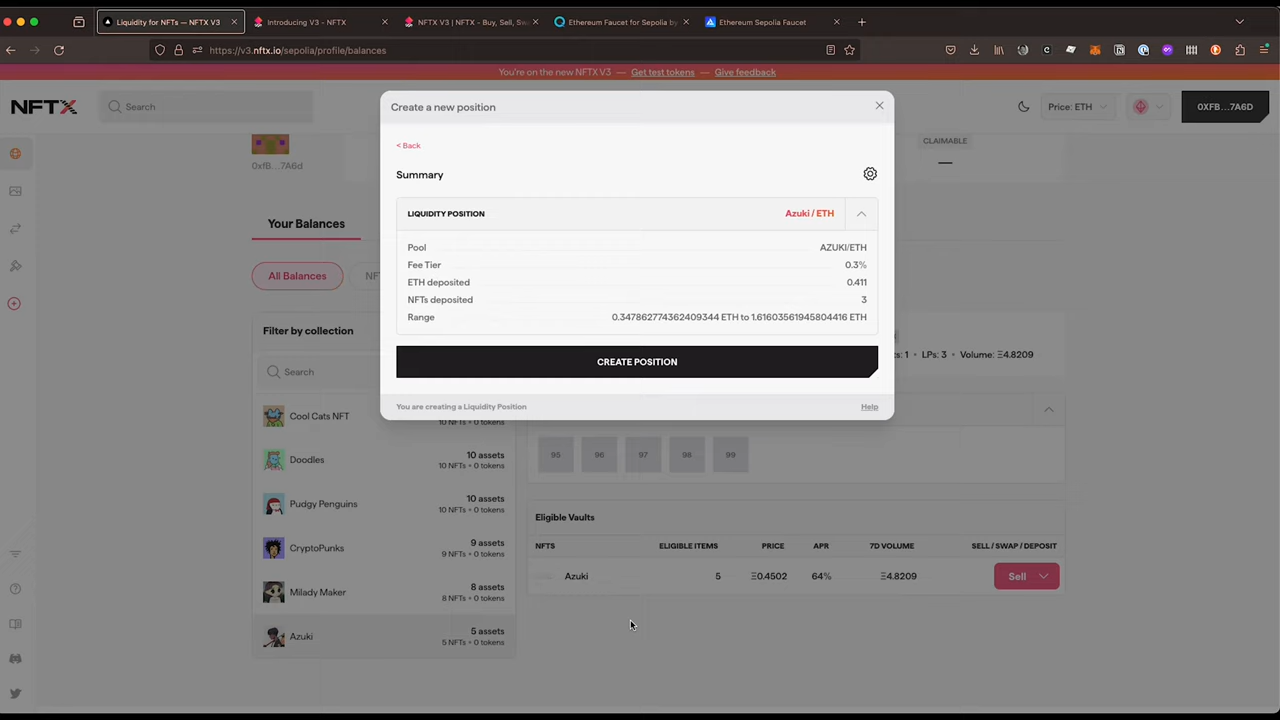 Liquidity for NFTs — NFTX V3
Introducing V3 - NFTX
NFTX V3 | NFTX - Buy, Sell, Sw
Ethereum Faucet for Sepolia by
Ethereum Sepolia Faucet
https://v3.nftx.io/sepolia/profile/balances
You're on the new NFTX V3 — Get test tokens — Give feedback
NFTX
Search
Price: ETH
0XFB...7A6D
Create a new position
< Back
Summary
LIQUIDITY POSITION
Azuki / ETH
Pool
AZUKI/ETH
Fee Tier
0.3%
ETH deposited
0.411
NFTs deposited
3
Range
0.347862774362409344 ETH to 1.61603561945804416 ETH
CREATE POSITION
You are creating a Liquidity Position
Help
0xfB...7A6d
CLAIMABLE
—
Your Balances
All Balances
NF
Filter by collection
Search
Cool Cats NFT
10 NFTs + 0 tokens
Doodles
10 assets
10 NFTs + 0 tokens
Pudgy Penguins
10 assets
10 NFTs + 0 tokens
CryptoPunks
9 assets
9 NFTs + 0 tokens
Milady Maker
8 assets
8 NFTs + 0 tokens
Azuki
5 assets
5 NFTs + 0 tokens
ts: 1 • LPs: 3 • Volume: Ξ4.8209
95
96
97
98
99
Eligible Vaults
NFTS
ELIGIBLE ITEMS
PRICE
APR
7D VOLUME
SELL / SWAP / DEPOSIT
Azuki
5
Ξ0.4502
64%
Ξ4.8209
Sell